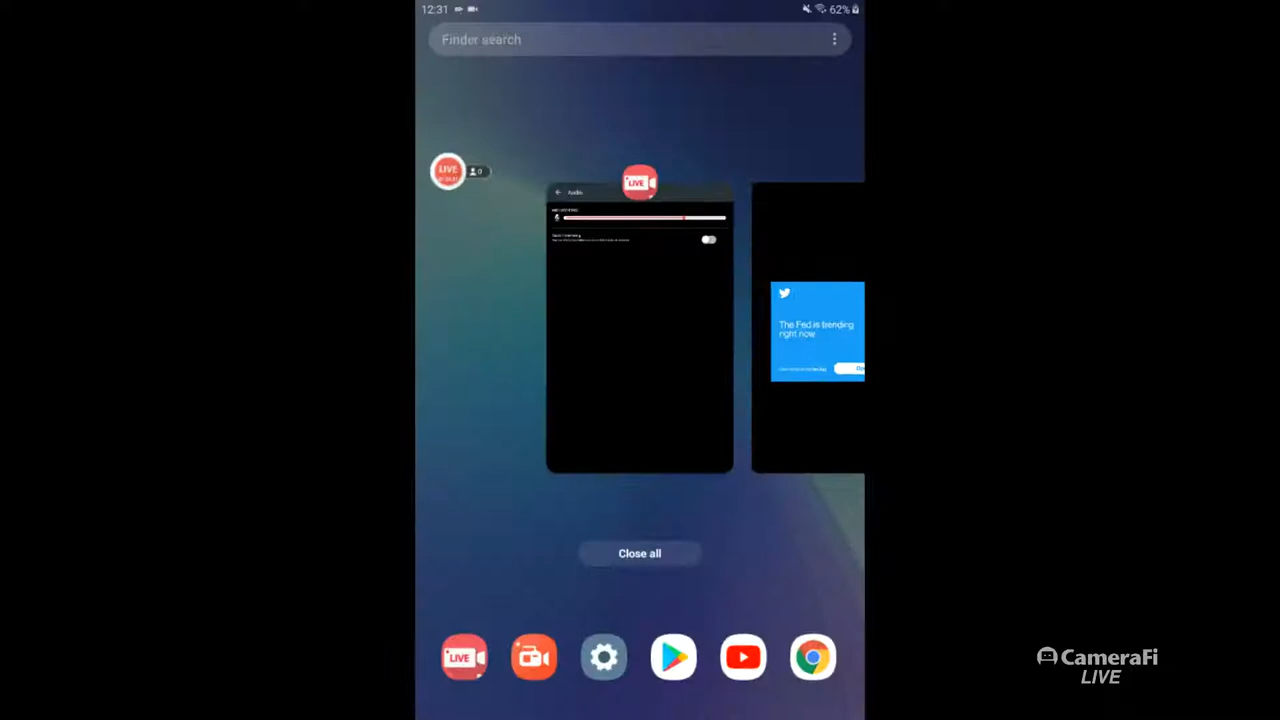 12:31
62%
Finder search
LIVE
0
LIVE
Audio
The Fed is trending
right now
Close all
LIVE
CameraFi
LIVE